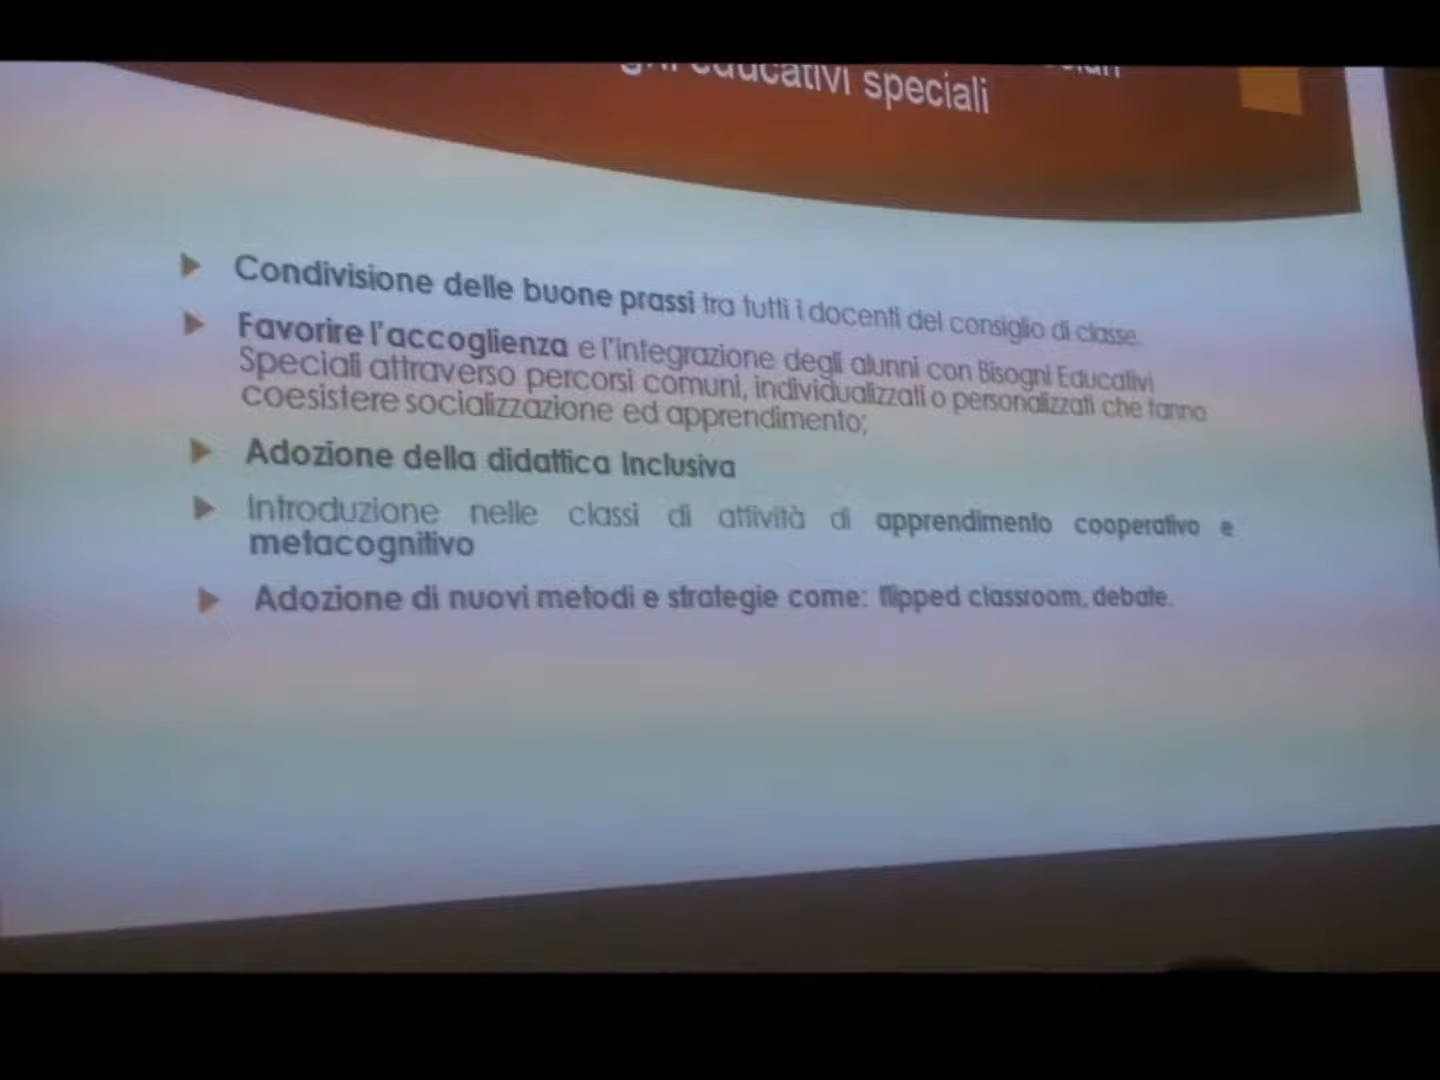 educativi speciali
Condivisione delle buone prassi tra tutti i docenti del consiglio di classe.
Favorire l'accoglienza e l'integrazione degli alunni con Bisogni Educativi
Speciali attraverso percorsi comuni, individualizzati o personalizzati che fanno
coesistere socializzazione ed apprendimento;
Adozione della didattica Inclusiva
Introduzione nelle classi di attività di apprendimento cooperativo e
metacognitivo
Adozione di nuovi metodi e strategie come: flipped classroom, debate.